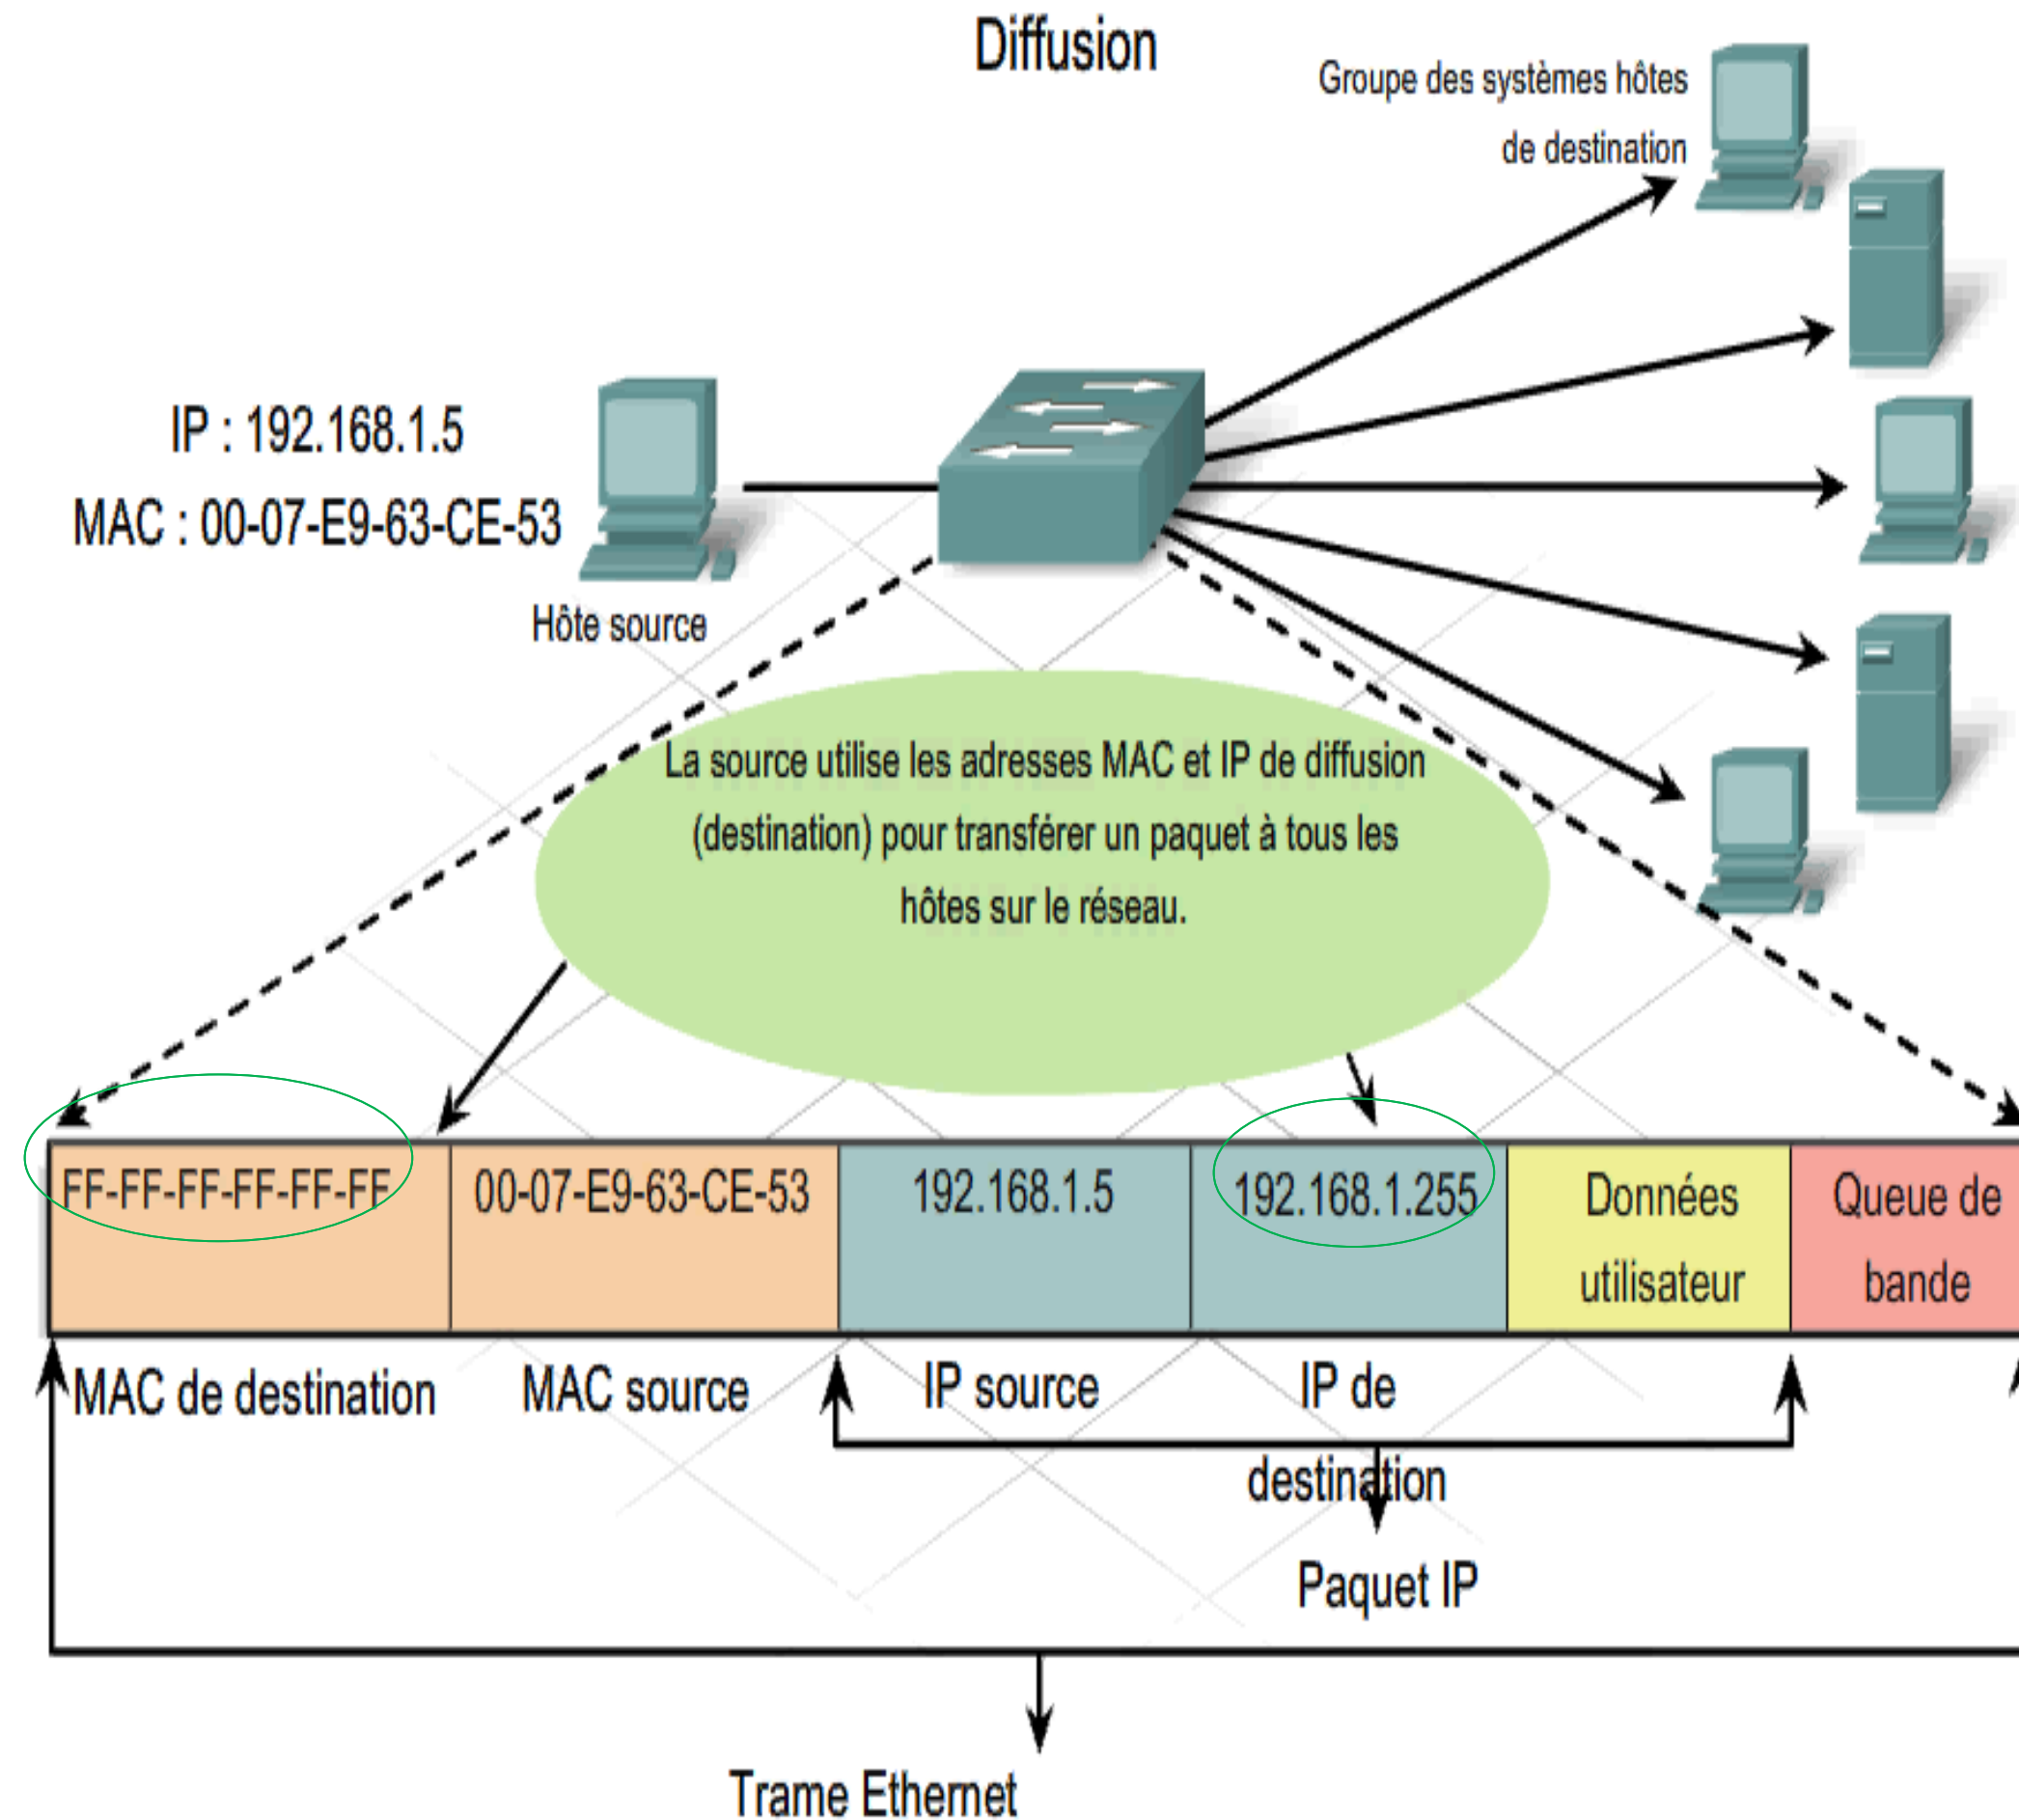 Diffusion
Groupe des systèmes hôtes
de destination
IP : 192.168.1.5
MAC : 00-07-E9-63-CE-53
Hôte source
La source utilise les adresses MAC et IP de diffusion
(destination) pour transférer un paquet à tous les
hôtes sur le réseau.
FF-FF-FF-FF-FF-FF
00-07-E9-63-CE-53
192.168.1.5
192.168.1.255
Données
utilisateur
Queue de
bande
MAC de destination
MAC source
IP source
IP de
destination
Paquet IP
Trame Ethernet